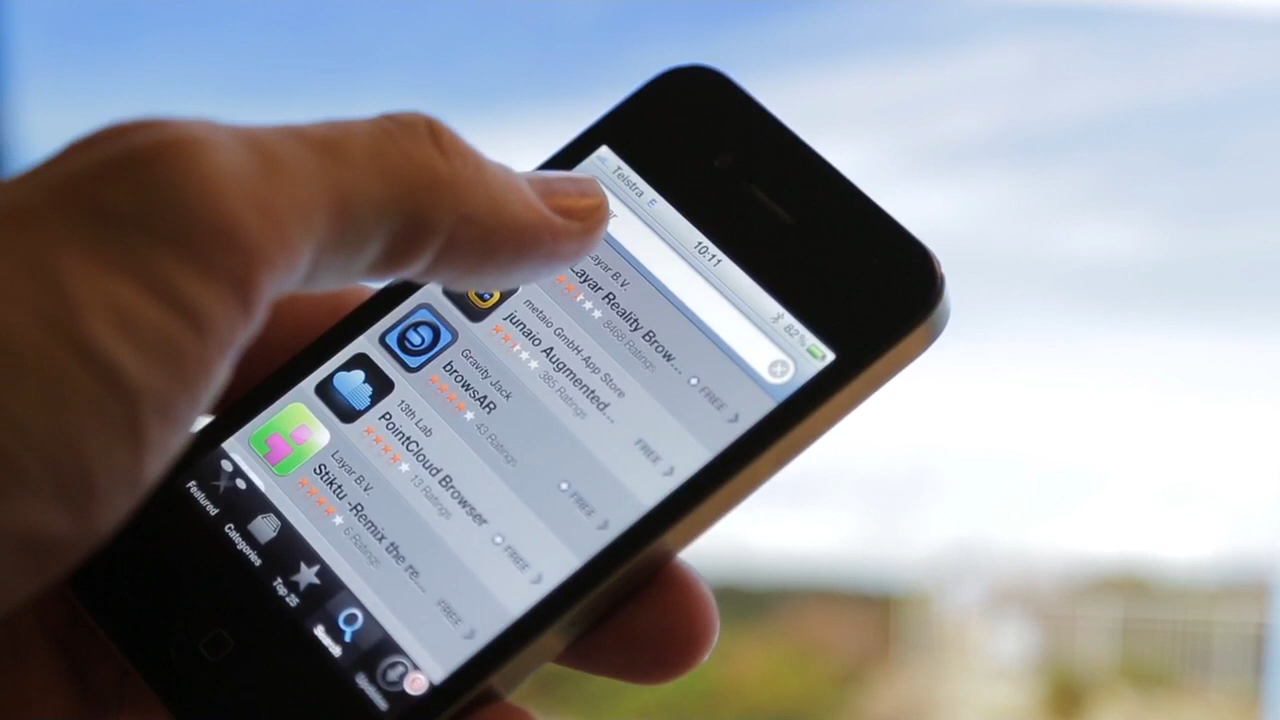 Telstra E 10:11 82%
Layar B.V.
Layar Reality Brow...
8468 Ratings
FREE
metaio GmbH-App Store
junaio Augmented...
385 Ratings
FREE
Gravity Jack
browsAR
43 Ratings
FREE
13th Lab
PointCloud Browser
13 Ratings
FREE
Layar B.V.
Stiktu -Remix the re...
6 Ratings
FREE
Featured
Categories
Top 25
Search
Updates